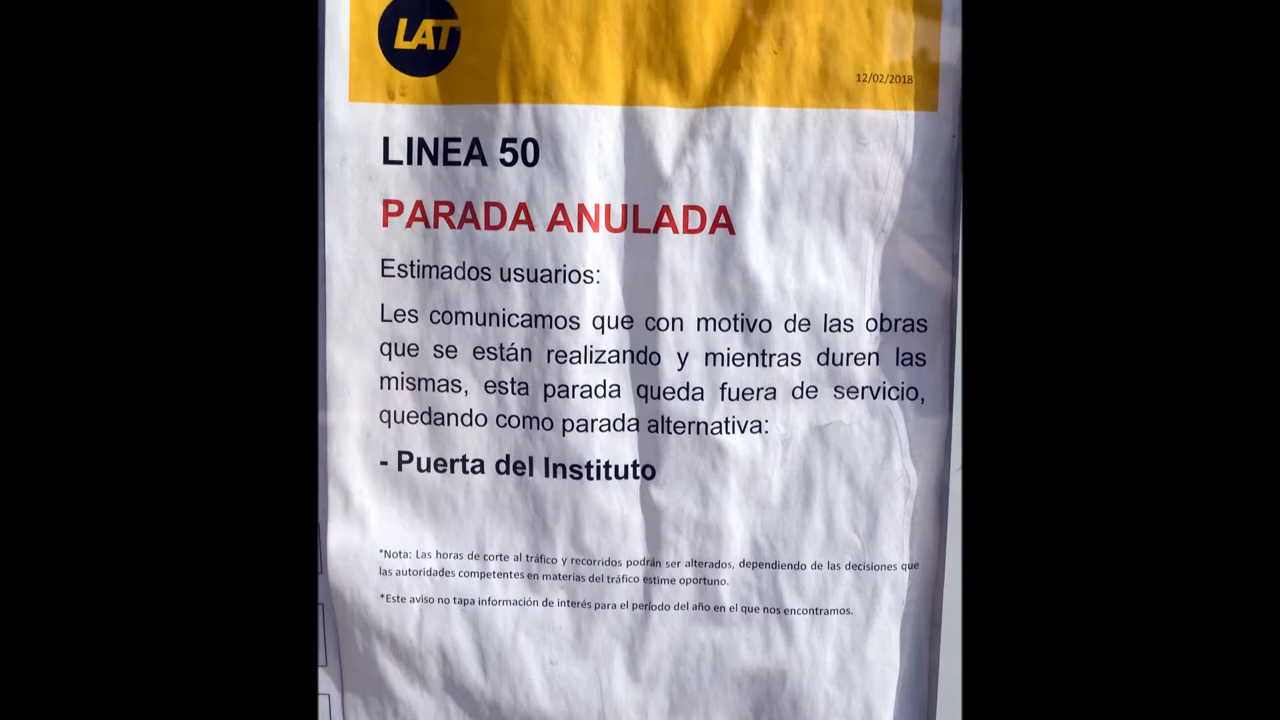 LAT
12/02/2018
LINEA 50
PARADA ANULADA
Estimados usuarios:
Les comunicamos que con motivo de las obras
que se están realizando y mientras duren las
mismas, esta parada queda fuera de servicio,
quedando como parada alternativa:
- Puerta del Instituto
*Nota: Las horas de corte al tráfico y recorridos podrán ser alterados, dependiendo de las decisiones que
las autoridades competentes en materias del tráfico estime oportuno.
*Este aviso no tapa información de interés para el período del año en el que nos encontramos.